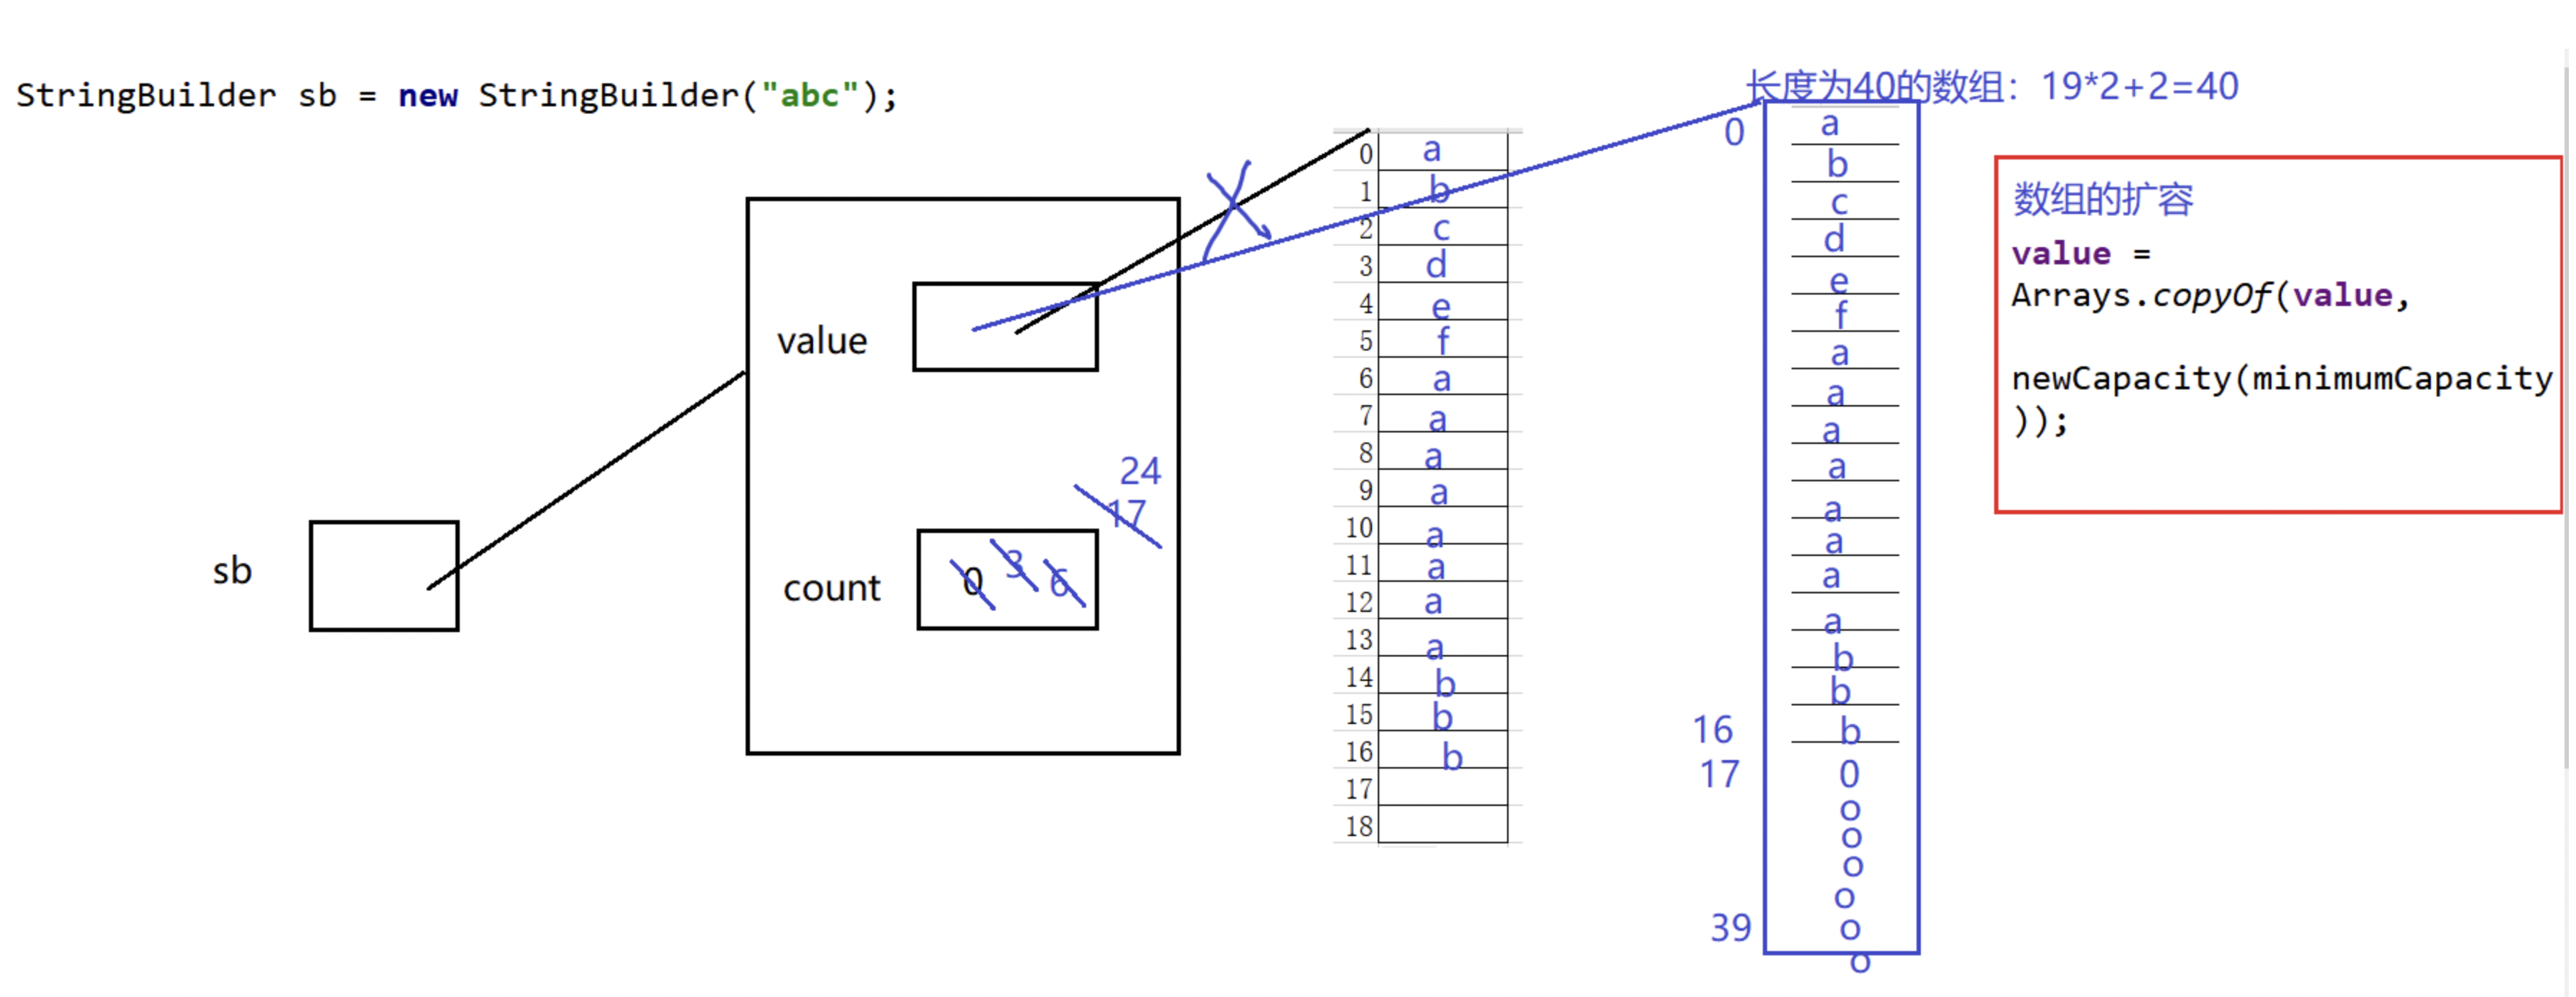 StringBuilder sb = new StringBuilder("abc");
长度为40的数组：19*2+2=40
sb
value
count
0 3 6
17
24
0 a
1 b
2 c
3 d
4 e
5 f
6 a
7 a
8 a
9 a
10 a
11 a
12 a
13 a
14 b
15 b
16 b
17
18
0 a
b
c
d
e
f
a
a
a
a
a
a
a
a
b
b
16 b
17 0
o
o
o
o
39 o
o
数组的扩容
value =
Arrays.copyOf(value,
newCapacity(minimumCapacity
));